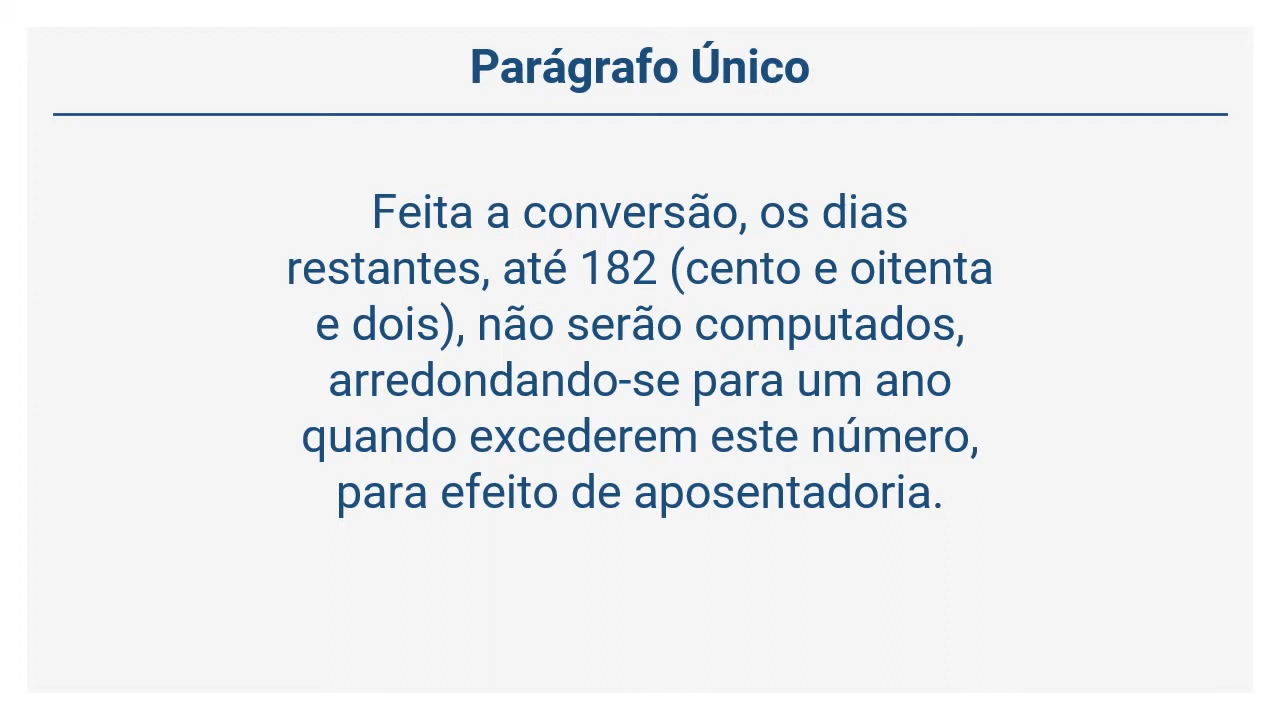 Parágrafo Único
Feita a conversão, os dias
restantes, até 182 (cento e oitenta
e dois), não serão computados,
arredondando-se para um ano
quando excederem este número,
para efeito de aposentadoria.